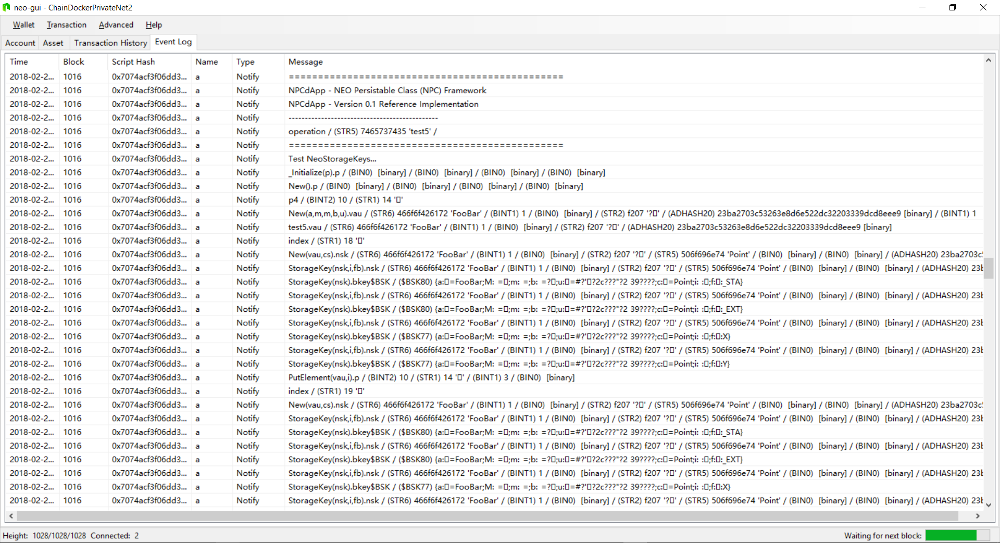 neo-gui - ChainDockerPrivateNet2
Wallet Transaction Advanced Help
Account Asset Transaction History Event Log
Time Block Script Hash Name Type Message
2018-02-2... 1016 0x7074acf3f06dd3... a Notify ===============================================
2018-02-2... 1016 0x7074acf3f06dd3... a Notify NPCdApp - NEO Persistable Class (NPC) Framework
2018-02-2... 1016 0x7074acf3f06dd3... a Notify NPCdApp - Version 0.1 Reference Implementation
2018-02-2... 1016 0x7074acf3f06dd3... a Notify ----------------------------------------------
2018-02-2... 1016 0x7074acf3f06dd3... a Notify operation / (STR5) 7465737435 'test5' /
2018-02-2... 1016 0x7074acf3f06dd3... a Notify ===============================================
2018-02-2... 1016 0x7074acf3f06dd3... a Notify Test NeoStorageKeys...
2018-02-2... 1016 0x7074acf3f06dd3... a Notify _Initialize(p).p / (BIN0) [binary] / (BIN0) [binary] / (BIN0) [binary] / (BIN0) [binary]
2018-02-2... 1016 0x7074acf3f06dd3... a Notify New().p / (BIN0) [binary] / (BIN0) [binary] / (BIN0) [binary] / (BIN0) [binary]
2018-02-2... 1016 0x7074acf3f06dd3... a Notify p4 / (BINT2) 10 / (STR1) 14 '▯'
2018-02-2... 1016 0x7074acf3f06dd3... a Notify New(a,m,m,b,u).vau / (STR6) 466f6f426172 'FooBar' / (BINT1) 1 / (BIN0) [binary] / (STR2) f207 '?▯' / (ADHASH20) 23ba2703c53263e8d6e522dc32203339dcd8eee9 [binary] / (BINT1) 1
2018-02-2... 1016 0x7074acf3f06dd3... a Notify test5.vau / (STR6) 466f6f426172 'FooBar' / (BINT1) 1 / (BIN0) [binary] / (STR2) f207 '?▯' / (ADHASH20) 23ba2703c53263e8d6e522dc32203339dcd8eee9 [binary]
2018-02-2... 1016 0x7074acf3f06dd3... a Notify index / (STR1) 18 '▯'
2018-02-2... 1016 0x7074acf3f06dd3... a Notify New(vau,cs).nsk / (STR6) 466f6f426172 'FooBar' / (BINT1) 1 / (BIN0) [binary] / (STR2) f207 '?▯' / (STR5) 506f696e74 'Point' / (BIN0) [binary] / (BIN0) [binary] / (ADHASH20) 23ba2703c
2018-02-2... 1016 0x7074acf3f06dd3... a Notify StorageKey(nsk,i,fb).nsk / (STR6) 466f6f426172 'FooBar' / (BINT1) 1 / (BIN0) [binary] / (STR2) f207 '?▯' / (STR5) 506f696e74 'Point' / (BIN0) [binary] / (BIN0) [binary] / (ADHASH20) 23b
2018-02-2... 1016 0x7074acf3f06dd3... a Notify StorageKey(nsk).bkey$BSK / ($BSK80) {a:▯=FooBar;M: =▯;m: =;b: =?▯;u:▯=#?'▯?2c???"?2 39????;c:▯=Point;i: :▯;f:▯:_STA}
2018-02-2... 1016 0x7074acf3f06dd3... a Notify StorageKey(nsk,i,fb).nsk / (STR6) 466f6f426172 'FooBar' / (BINT1) 1 / (BIN0) [binary] / (STR2) f207 '?▯' / (STR5) 506f696e74 'Point' / (BIN0) [binary] / (BIN0) [binary] / (ADHASH20) 23b
2018-02-2... 1016 0x7074acf3f06dd3... a Notify StorageKey(nsk).bkey$BSK / ($BSK80) {a:▯=FooBar;M: =▯;m: =;b: =?▯;u:▯=#?'▯?2c???"?2 39????;c:▯=Point;i: :▯;f:▯:_EXT}
2018-02-2... 1016 0x7074acf3f06dd3... a Notify StorageKey(nsk,i,fb).nsk / (STR6) 466f6f426172 'FooBar' / (BINT1) 1 / (BIN0) [binary] / (STR2) f207 '?▯' / (STR5) 506f696e74 'Point' / (BIN0) [binary] / (BIN0) [binary] / (ADHASH20) 23b
2018-02-2... 1016 0x7074acf3f06dd3... a Notify StorageKey(nsk).bkey$BSK / ($BSK77) {a:▯=FooBar;M: =▯;m: =;b: =?▯;u:▯=#?'▯?2c???"?2 39????;c:▯=Point;i: :▯;f:▯:X}
2018-02-2... 1016 0x7074acf3f06dd3... a Notify StorageKey(nsk,i,fb).nsk / (STR6) 466f6f426172 'FooBar' / (BINT1) 1 / (BIN0) [binary] / (STR2) f207 '?▯' / (STR5) 506f696e74 'Point' / (BIN0) [binary] / (BIN0) [binary] / (ADHASH20) 23b
2018-02-2... 1016 0x7074acf3f06dd3... a Notify StorageKey(nsk).bkey$BSK / ($BSK77) {a:▯=FooBar;M: =▯;m: =;b: =?▯;u:▯=#?'▯?2c???"?2 39????;c:▯=Point;i: :▯;f:▯:Y}
2018-02-2... 1016 0x7074acf3f06dd3... a Notify PutElement(vau,i).p / (BINT2) 10 / (STR1) 14 '▯' / (BINT1) 3 / (BIN0) [binary]
2018-02-2... 1016 0x7074acf3f06dd3... a Notify index / (STR1) 19 '▯'
2018-02-2... 1016 0x7074acf3f06dd3... a Notify New(vau,cs).nsk / (STR6) 466f6f426172 'FooBar' / (BINT1) 1 / (BIN0) [binary] / (STR2) f207 '?▯' / (STR5) 506f696e74 'Point' / (BIN0) [binary] / (BIN0) [binary] / (ADHASH20) 23ba2703c
2018-02-2... 1016 0x7074acf3f06dd3... a Notify StorageKey(nsk,i,fb).nsk / (STR6) 466f6f426172 'FooBar' / (BINT1) 1 / (BIN0) [binary] / (STR2) f207 '?▯' / (STR5) 506f696e74 'Point' / (BIN0) [binary] / (BIN0) [binary] / (ADHASH20) 23b
2018-02-2... 1016 0x7074acf3f06dd3... a Notify StorageKey(nsk).bkey$BSK / ($BSK80) {a:▯=FooBar;M: =▯;m: =;b: =?▯;u:▯=#?'▯?2c???"?2 39????;c:▯=Point;i: :▯;f:▯:_STA}
2018-02-2... 1016 0x7074acf3f06dd3... a Notify StorageKey(nsk,i,fb).nsk / (STR6) 466f6f426172 'FooBar' / (BINT1) 1 / (BIN0) [binary] / (STR2) f207 '?▯' / (STR5) 506f696e74 'Point' / (BIN0) [binary] / (BIN0) [binary] / (ADHASH20) 23b
2018-02-2... 1016 0x7074acf3f06dd3... a Notify StorageKey(nsk).bkey$BSK / ($BSK80) {a:▯=FooBar;M: =▯;m: =;b: =?▯;u:▯=#?'▯?2c???"?2 39????;c:▯=Point;i: :▯;f:▯:_EXT}
2018-02-2... 1016 0x7074acf3f06dd3... a Notify StorageKey(nsk,i,fb).nsk / (STR6) 466f6f426172 'FooBar' / (BINT1) 1 / (BIN0) [binary] / (STR2) f207 '?▯' / (STR5) 506f696e74 'Point' / (BIN0) [binary] / (BIN0) [binary] / (ADHASH20) 23b
2018-02-2... 1016 0x7074acf3f06dd3... a Notify StorageKey(nsk).bkey$BSK / ($BSK77) {a:▯=FooBar;M: =▯;m: =;b: =?▯;u:▯=#?'▯?2c???"?2 39????;c:▯=Point;i: :▯;f:▯:X}
2018-02-2... 1016 0x7074acf3f06dd3... a Notify StorageKey(nsk,i,fb).nsk / (STR6) 466f6f426172 'FooBar' / (BINT1) 1 / (BIN0) [binary] / (STR2) f207 '?▯' / (STR5) 506f696e74 'Point' / (BIN0) [binary] / (BIN0) [binary] / (ADHASH20) 23b
Height: 1028/1028/1028 Connected: 2 Waiting for next block: